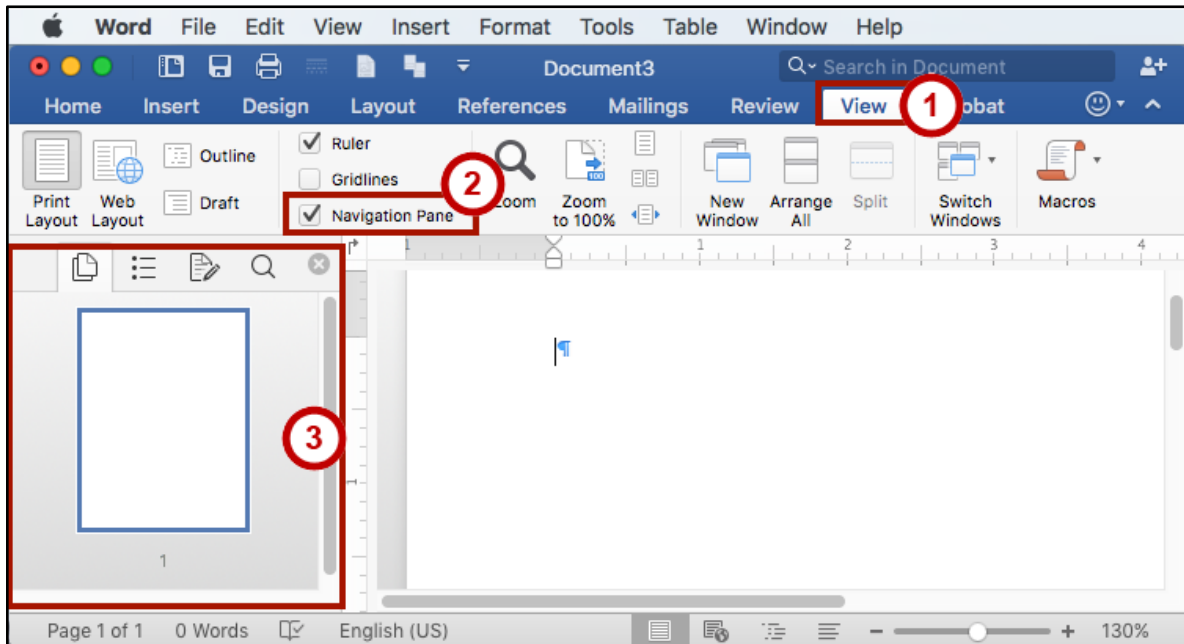 Word File Edit View Insert Format Tools Table Window Help
Document3
Search in Document
Home Insert Design Layout References Mailings Review View 1 obat
Print Layout
Web Layout
Outline
Draft
Ruler
Gridlines
Navigation Pane
2
oom
Zoom to 100%
100
New Window
Arrange All
Split
Switch Windows
Macros
1 1 2 3 4
¶
3
1
1
Page 1 of 1 0 Words English (US) 130%